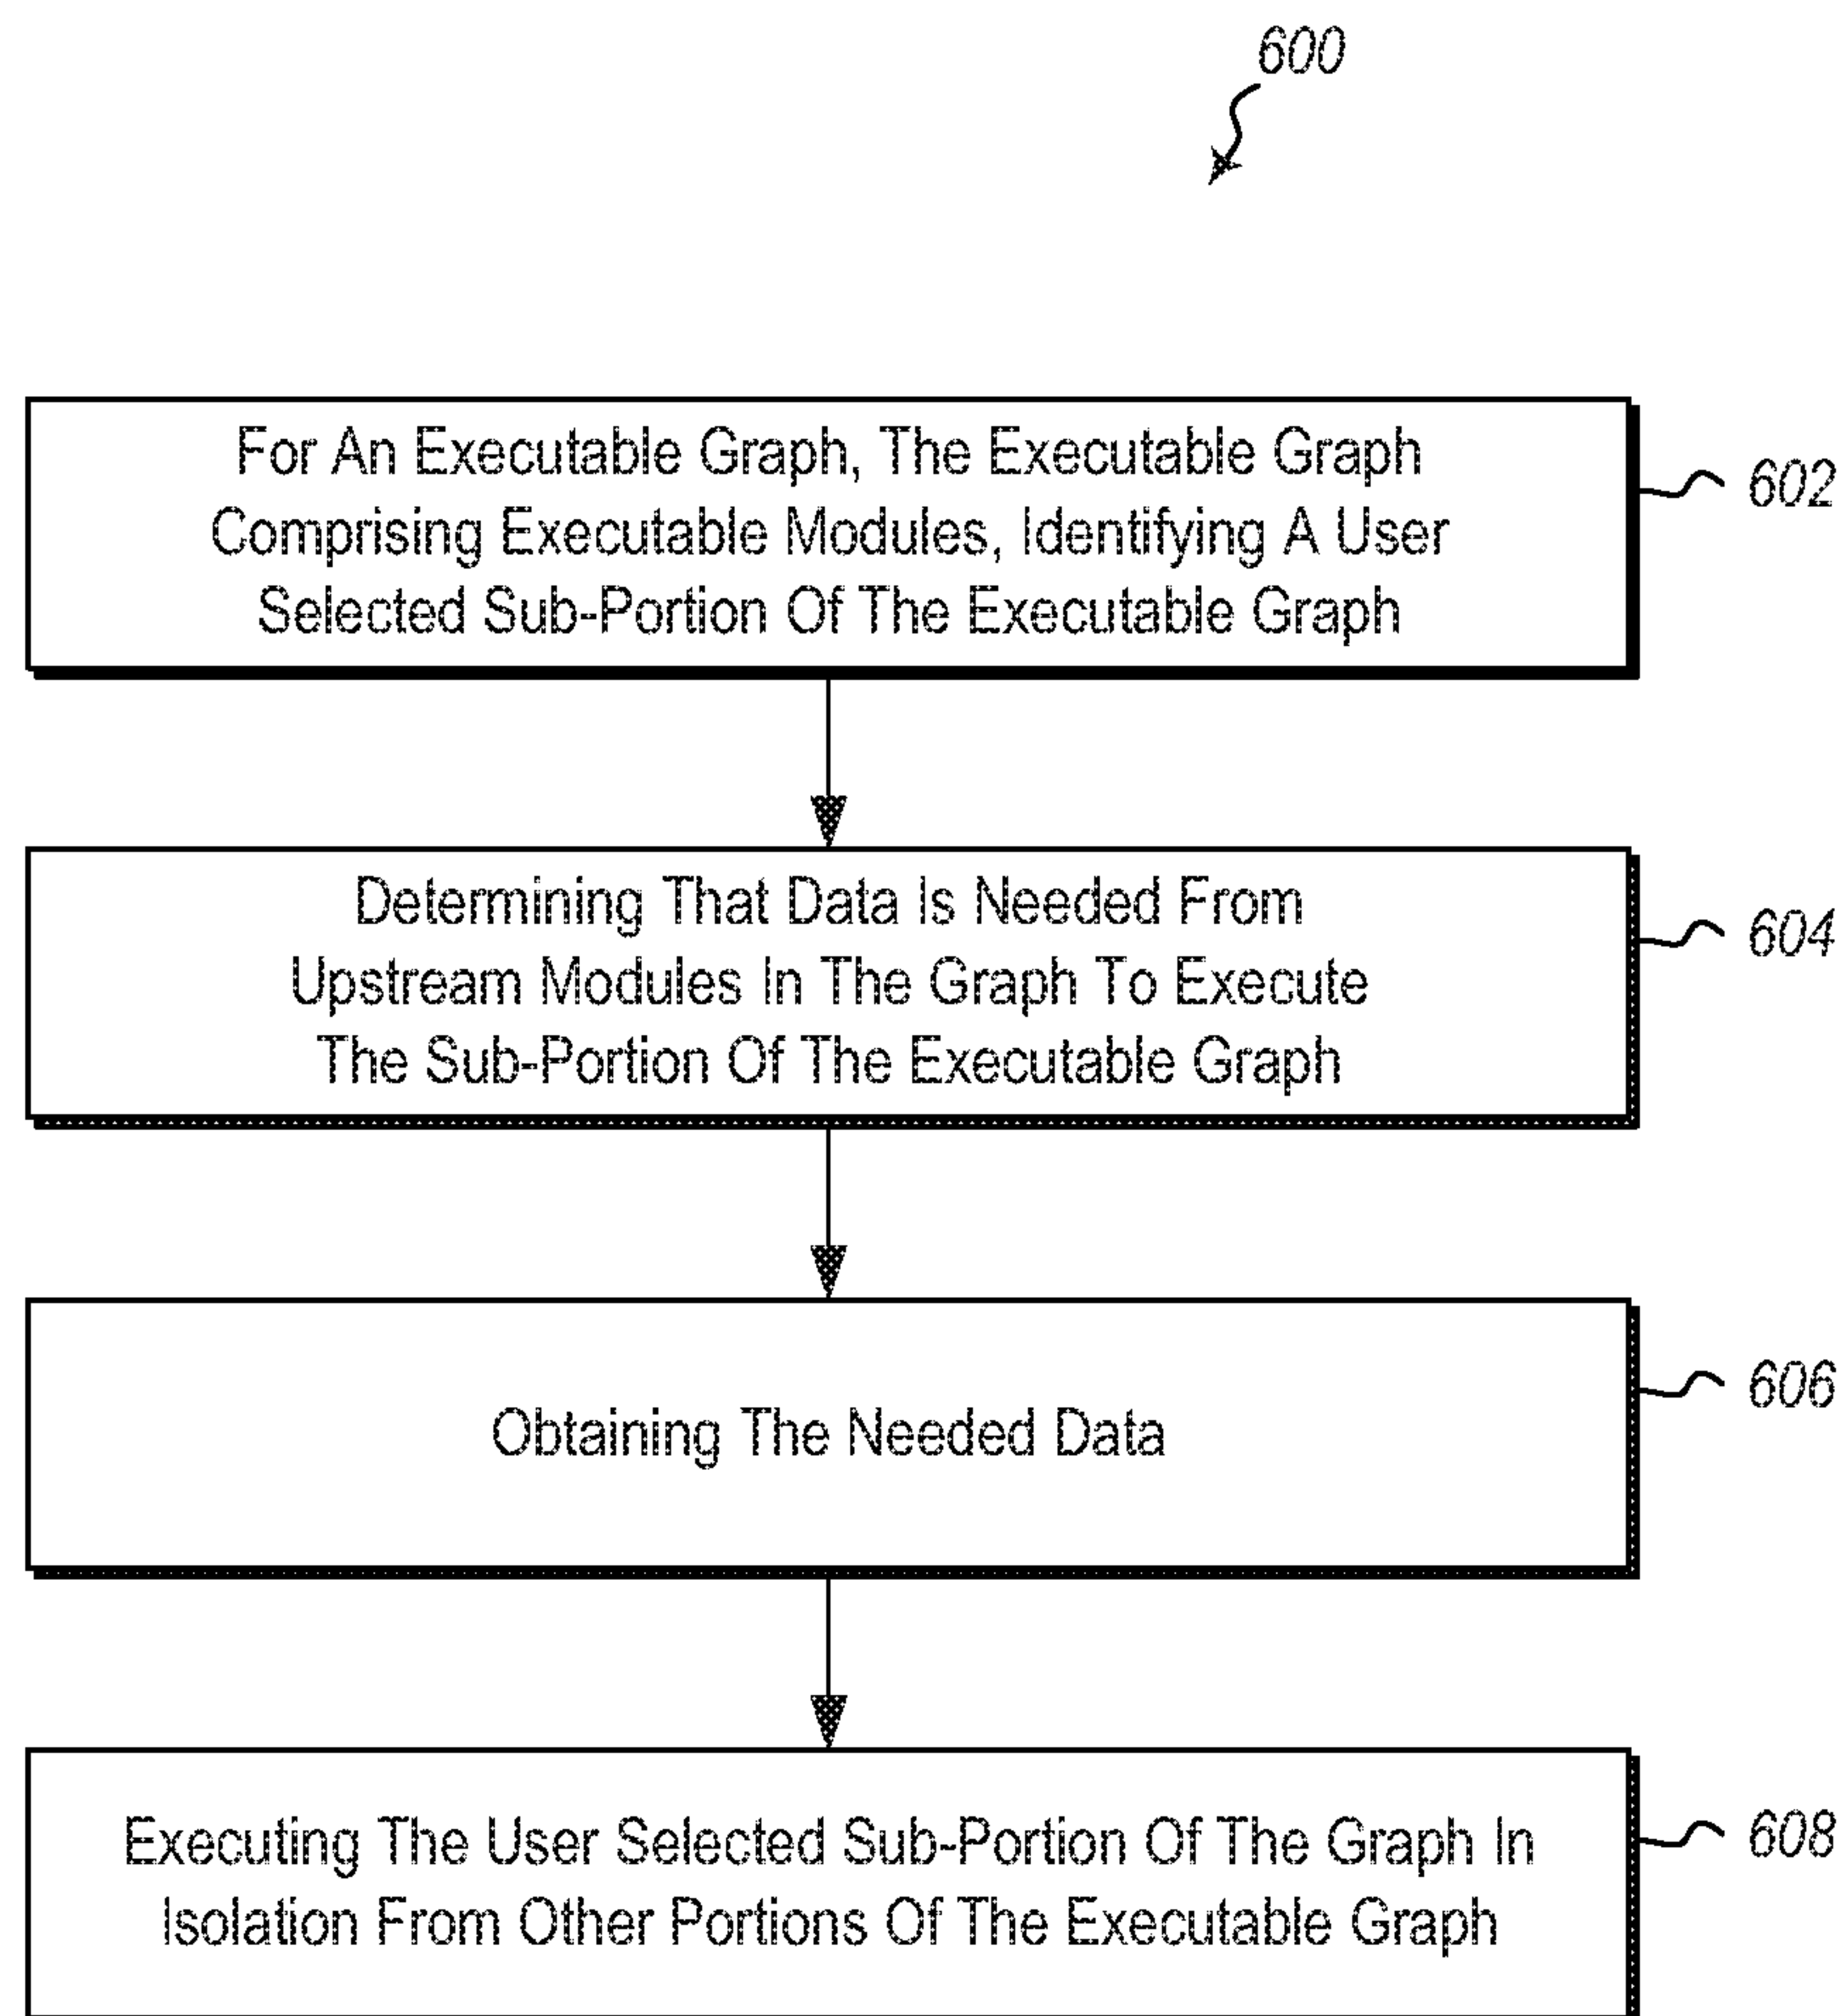 600
For An Executable Graph, The Executable Graph
Comprising Executable Modules, Identifying A User
Selected Sub-Portion Of The Executable Graph
602
Determining That Data Is Needed From
Upstream Modules In The Graph To Execute
The Sub-Portion Of The Executable Graph
604
Obtaining The Needed Data
606
Executing The User Selected Sub-Portion Of The Graph In
Isolation From Other Portions Of The Executable Graph
608